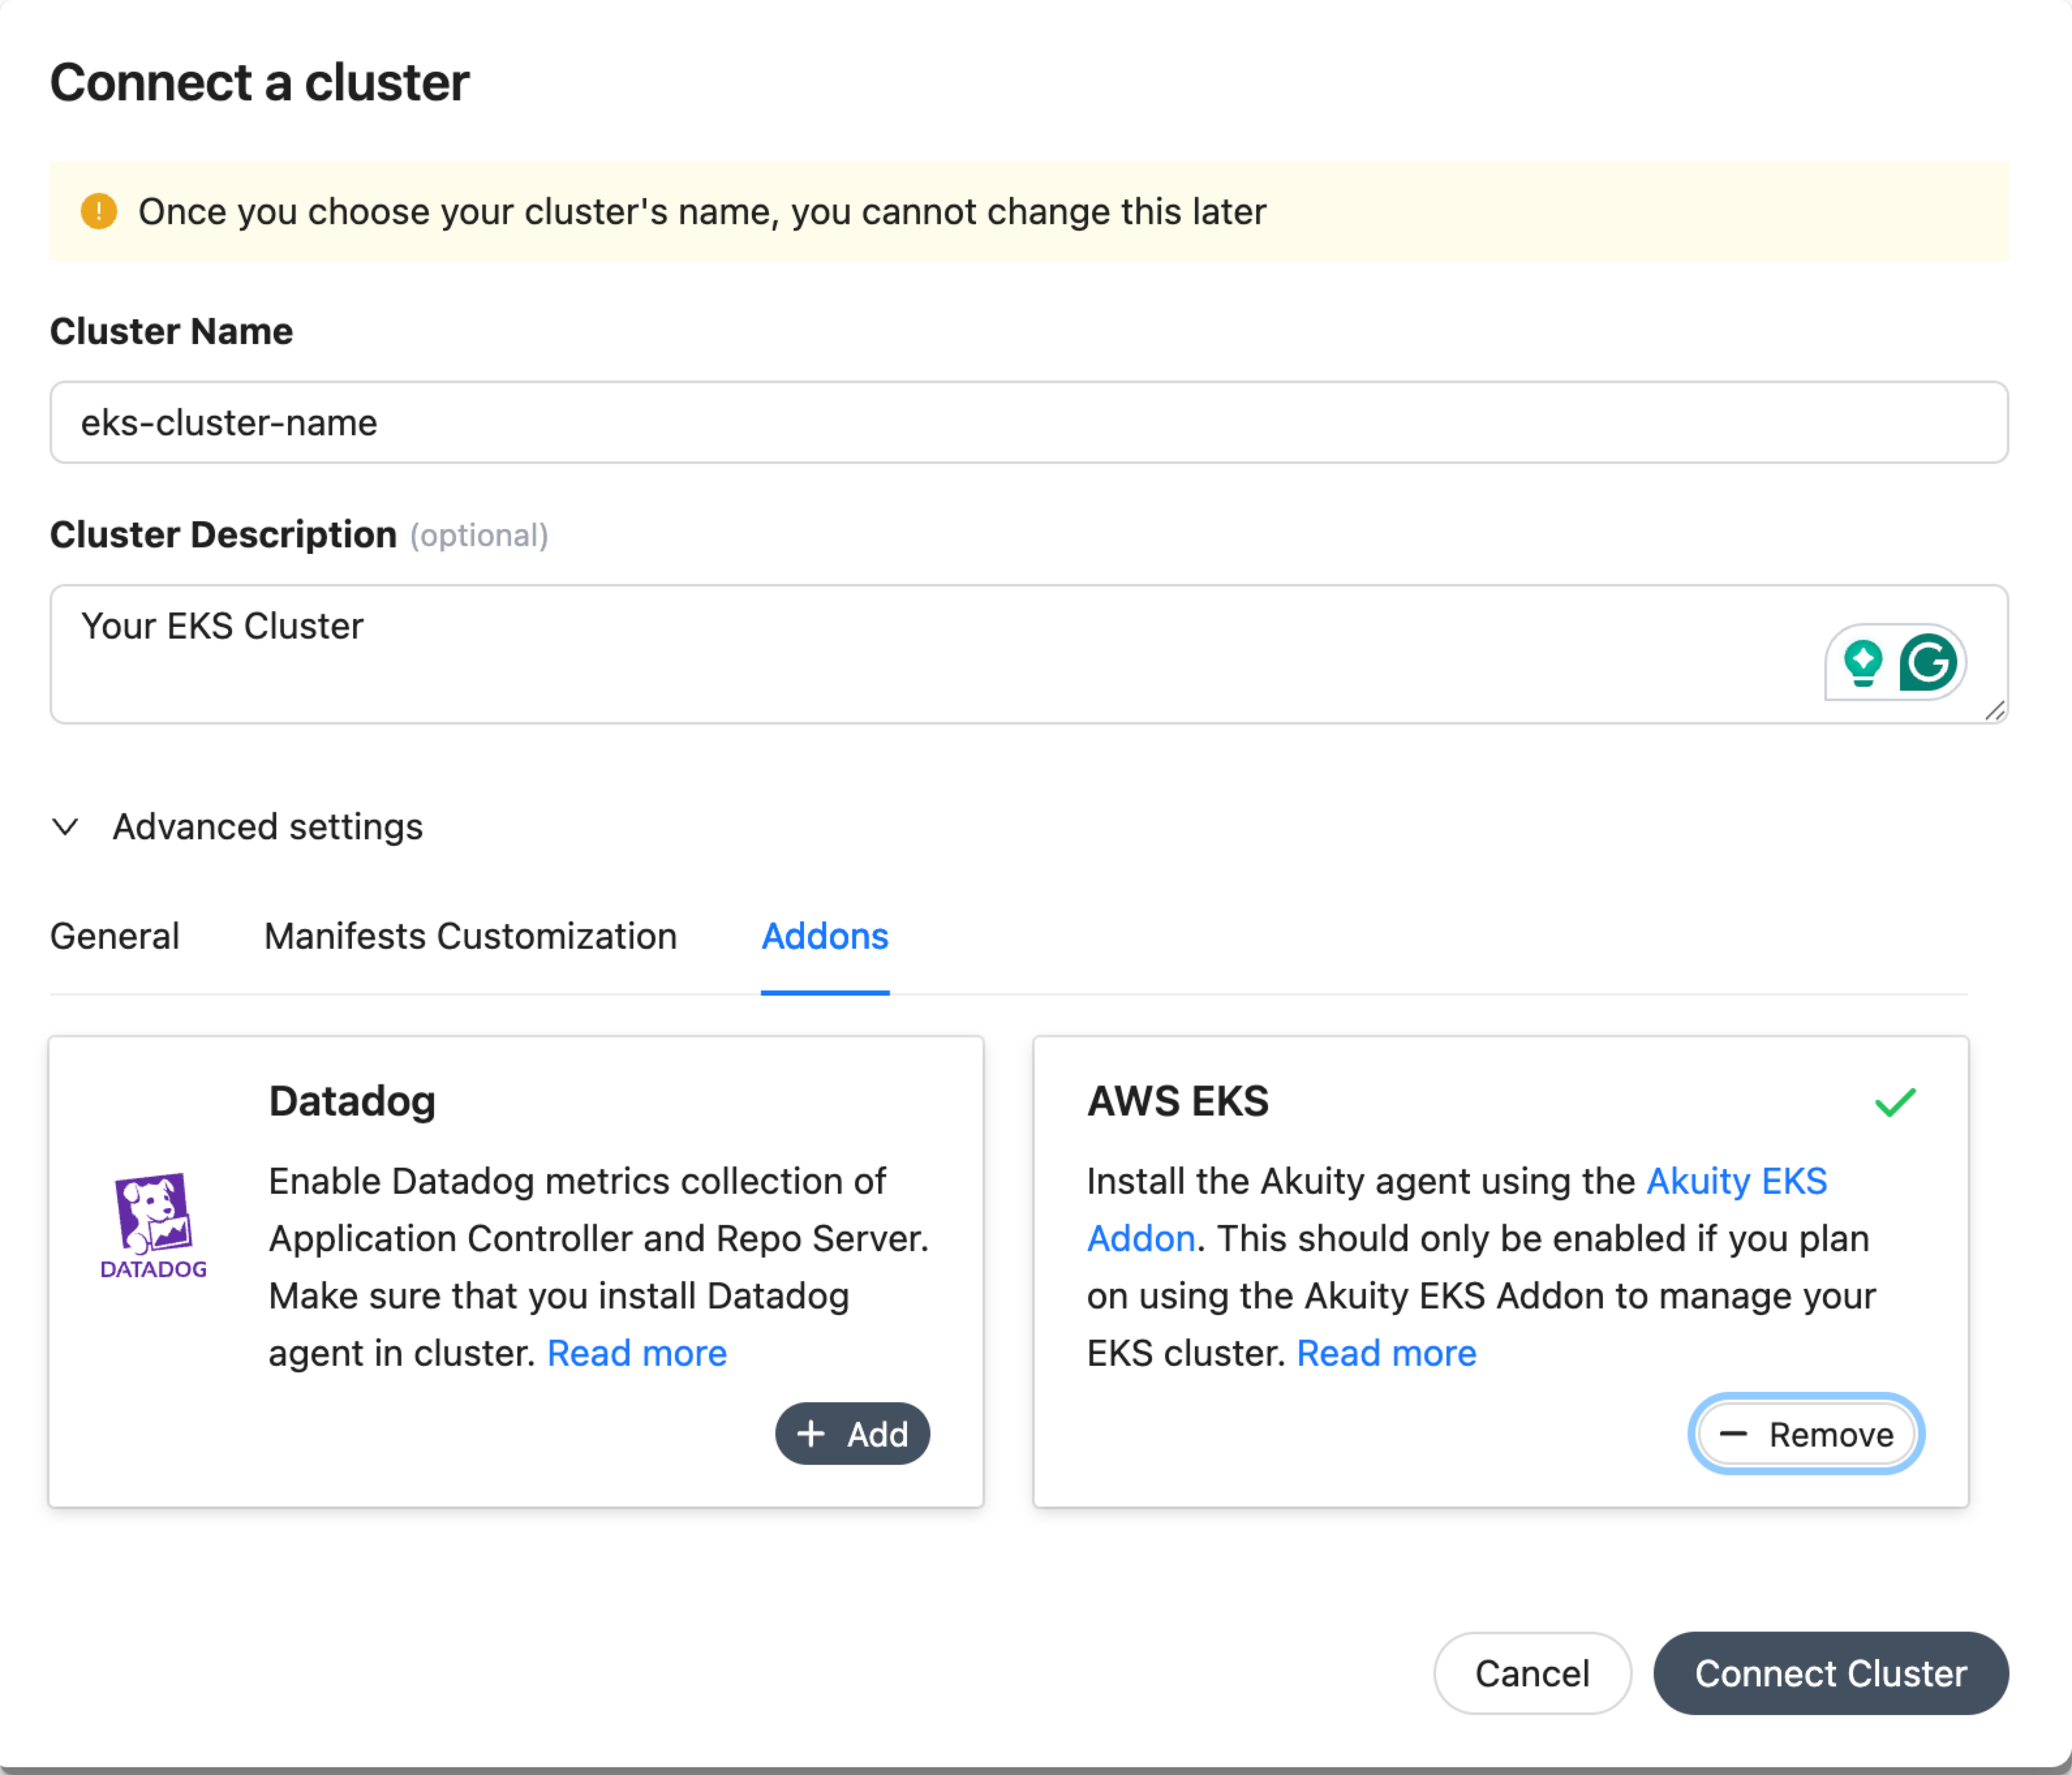 Connect a cluster
Once you choose your cluster's name, you cannot change this later
Cluster Name
eks-cluster-name
Cluster Description (optional)
Your EKS Cluster
Advanced settings
General
Manifests Customization
Addons
Datadog
Enable Datadog metrics collection of
Application Controller and Repo Server.
Make sure that you install Datadog
agent in cluster. Read more
DATADOG
+ Add
AWS EKS
Install the Akuity agent using the Akuity EKS
Addon. This should only be enabled if you plan
on using the Akuity EKS Addon to manage your
EKS cluster. Read more
− Remove
Cancel
Connect Cluster